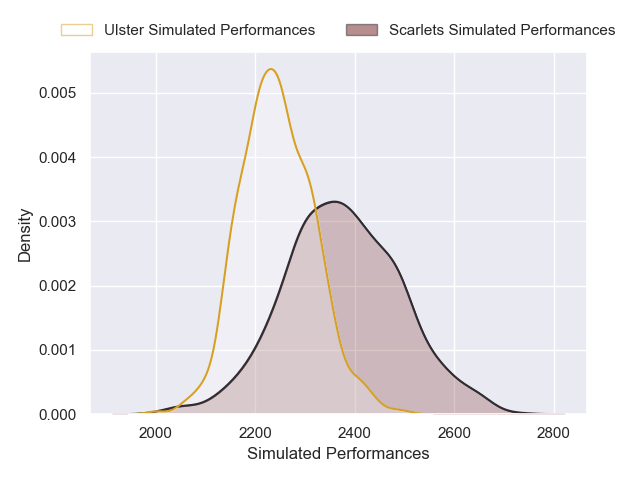 Ulster Simulated Performances Scarlets Simulated Performances
0.005
0.004
0.003
0.002
0.001
0.000
Density
2000 2200 2400 2600 2800
Simulated Performances